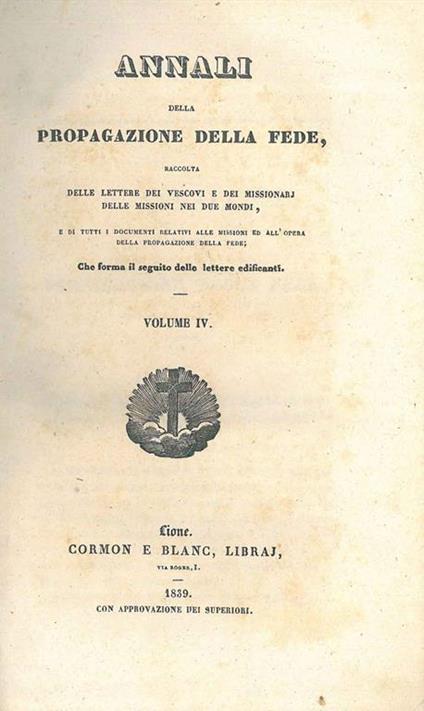 ANNALI
DELLA
PROPAGAZIONE DELLA FEDE,
RACCOLTA
DELLE LETTERE DEI VESCOVI E DEI MISSIONARJ
DELLE MISSIONI NEI DUE MONDI,
E DI TUTTI I DOCUMENTI RELATIVI ALLE MISSIONI ED ALL'OPERA
DELLA PROPAGAZIONE DELLA FEDE;
Che forma il seguito delle lettere edificanti.
VOLUME IV.
Lione.
CORMON E BLANC, LIBRAJ,
VIA ROGER, I.
1839.
CON APPROVAZIONE DEI SUPERIORI.